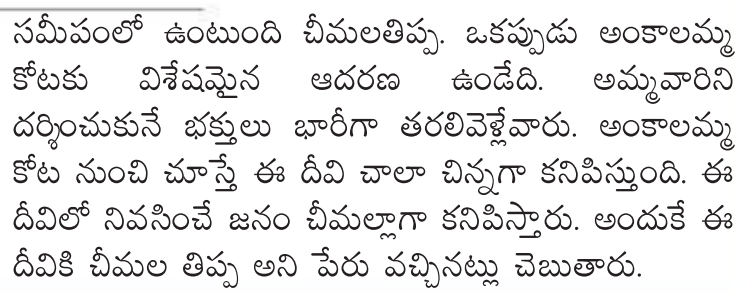 సమీపంలో ఉంటుంది చీమలతిప్ప. ఒకప్పుడు అంకాలమ్మ
కోటకు విశేషమైన ఆదరణ ఉండేది. అమ్మవారిని
దర్శించుకునే భక్తులు భారీగా తరలివెళ్లేవారు. అంకాలమ్మ
కోట నుంచి చూస్తే ఈ దీవి చాలా చిన్నగా కనిపిస్తుంది. ఈ
దీవిలో నివసించే జనం చీమల్లాగా కనిపిస్తారు. అందుకే ఈ
దీవికి చీమల తిప్ప అని పేరు వచ్చినట్లు చెబుతారు.